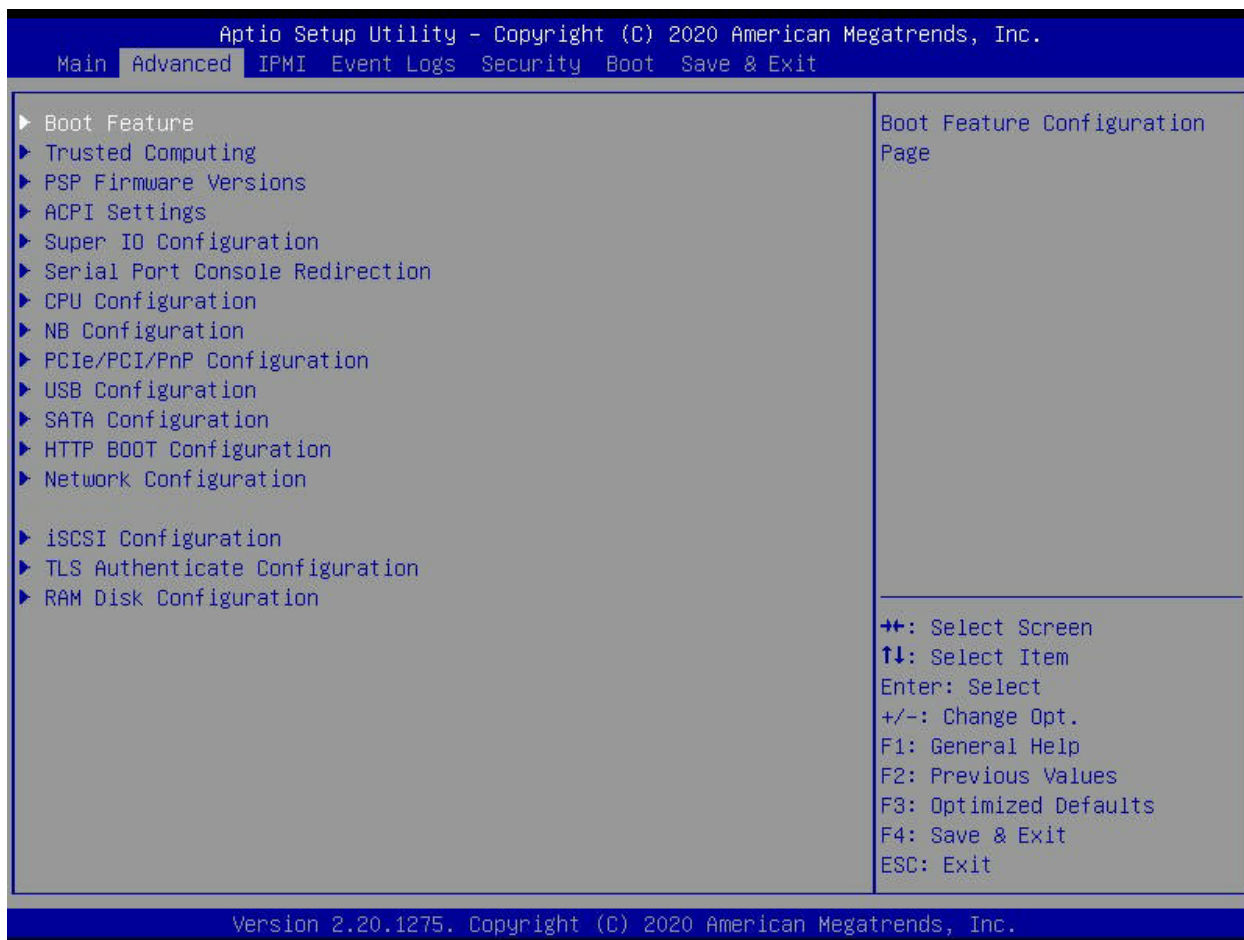 Aptio Setup Utility – Copyright (C) 2020 American Megatrends, Inc.
Main Advanced IPMI Event Logs Security Boot Save & Exit
Boot Feature
Trusted Computing
PSP Firmware Versions
ACPI Settings
Super IO Configuration
Serial Port Console Redirection
CPU Configuration
NB Configuration
PCIe/PCI/PnP Configuration
USB Configuration
SATA Configuration
HTTP BOOT Configuration
Network Configuration
iSCSI Configuration
TLS Authenticate Configuration
RAM Disk Configuration
Boot Feature Configuration
Page
→←: Select Screen
↑↓: Select Item
Enter: Select
+/-: Change Opt.
F1: General Help
F2: Previous Values
F3: Optimized Defaults
F4: Save & Exit
ESC: Exit
Version 2.20.1275. Copyright (C) 2020 American Megatrends, Inc.